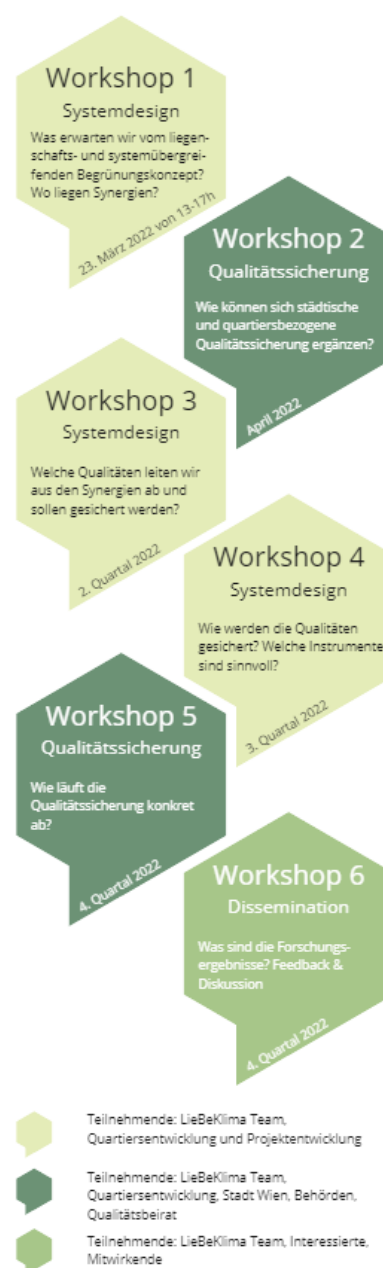 Workshop 1
Systemdesign
Was erwarten wir vom liegen-
schafts- und systemübergrei-
fenden Begrünungskonzept?
Wo liegen Synergien?
23. März 2022 von 13-17h
Workshop 2
Qualitätssicherung
Wie können sich städtische
und quartiersbezogene
Qualitätssicherung ergänzen?
April 2022
Workshop 3
Systemdesign
Welche Qualitäten leiten wir
aus den Synergien ab und
sollen gesichert werden?
2. Quartal 2022
Workshop 4
Systemdesign
Wie werden die Qualitäten
gesichert? Welche Instrumente
sind sinnvoll?
3. Quartal 2022
Workshop 5
Qualitätssicherung
Wie läuft die
Qualitätssicherung konkret
ab?
4. Quartal 2022
Workshop 6
Dissemination
Was sind die Forschungs-
ergebnisse? Feedback &
Diskussion
4. Quartal 2022
Teilnehmende: LieBeKlima Team,
Quartiersentwicklung und Projektentwicklung
Teilnehmende: LieBeKlima Team,
Quartiersentwicklung, Stadt Wien, Behörden,
Qualitätsbeirat
Teilnehmende: LieBeKlima Team, Interessierte,
Mitwirkende